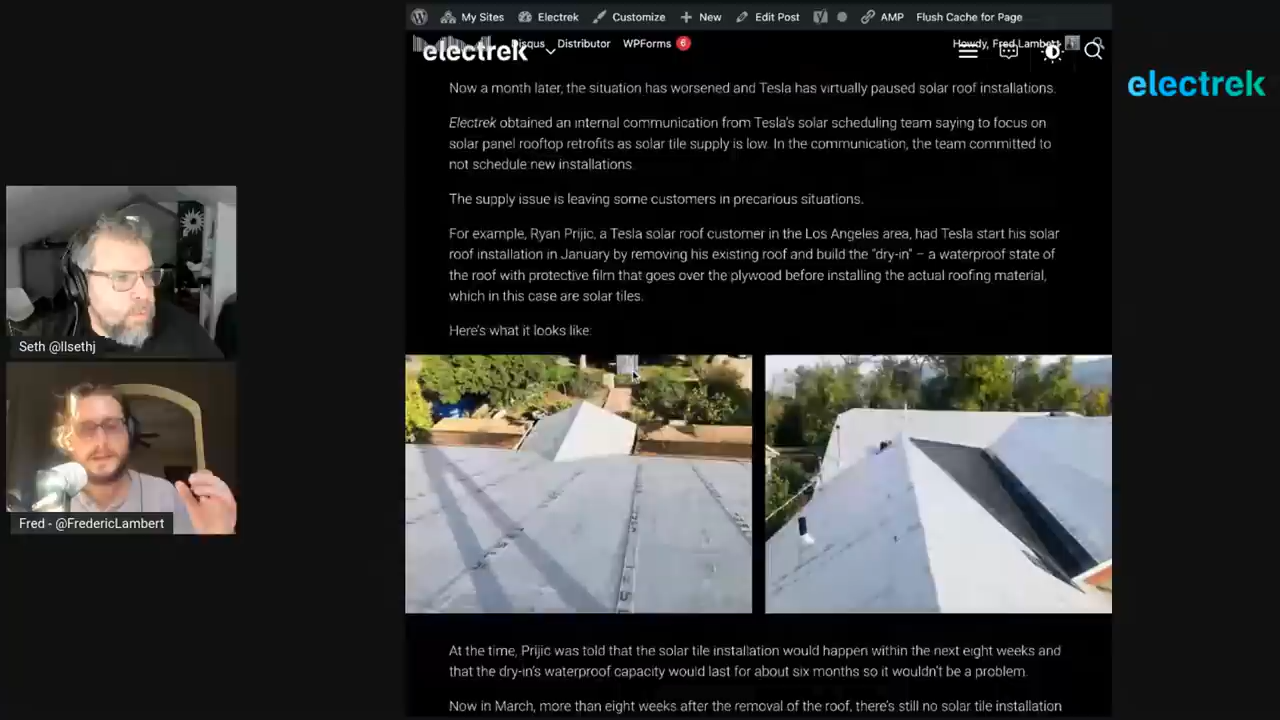 My Sites Electrek Customize New Edit Post AMP Flush Cache for Page
Disqus Distributor WPForms 6 Howdy, Fred Lambert
electrek
electrek
Now a month later, the situation has worsened and Tesla has virtually paused solar roof installations.
Electrek obtained an internal communication from Tesla's solar scheduling team saying to focus on
solar panel rooftop retrofits as solar tile supply is low. In the communication, the team committed to
not schedule new installations.
The supply issue is leaving some customers in precarious situations.
For example, Ryan Prijic, a Tesla solar roof customer in the Los Angeles area, had Tesla start his solar
roof installation in January by removing his existing roof and build the “dry-in” – a waterproof state of
the roof with protective film that goes over the plywood before installing the actual roofing material,
which in this case are solar tiles.
Here's what it looks like:
At the time, Prijic was told that the solar tile installation would happen within the next eight weeks and
that the dry-in's waterproof capacity would last for about six months so it wouldn't be a problem.
Now in March, more than eight weeks after the removal of the roof, there's still no solar tile installation
Seth @llsethj
Fred - @FredericLambert